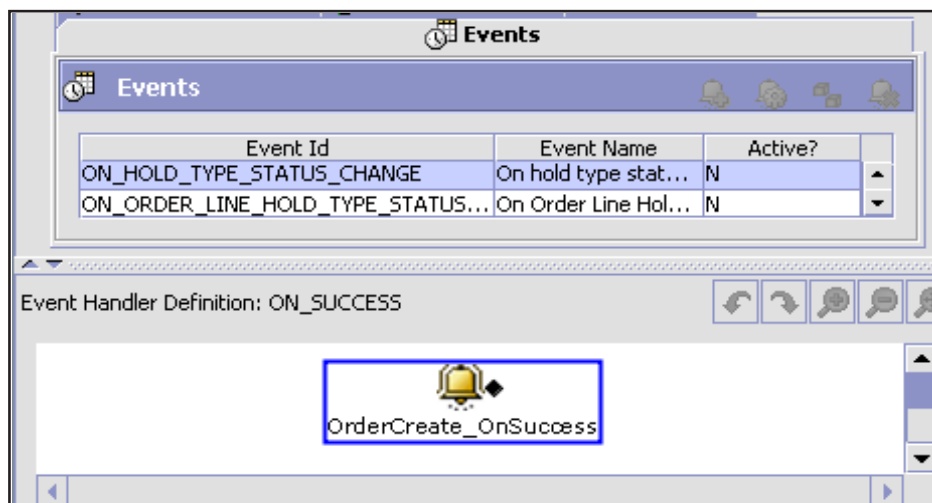 Events
Events
Event Id Event Name Active?
ON_HOLD_TYPE_STATUS_CHANGE On hold type stat... N
ON_ORDER_LINE_HOLD_TYPE_STATUS... On Order Line Hol... N
Event Handler Definition: ON_SUCCESS
OrderCreate_OnSuccess